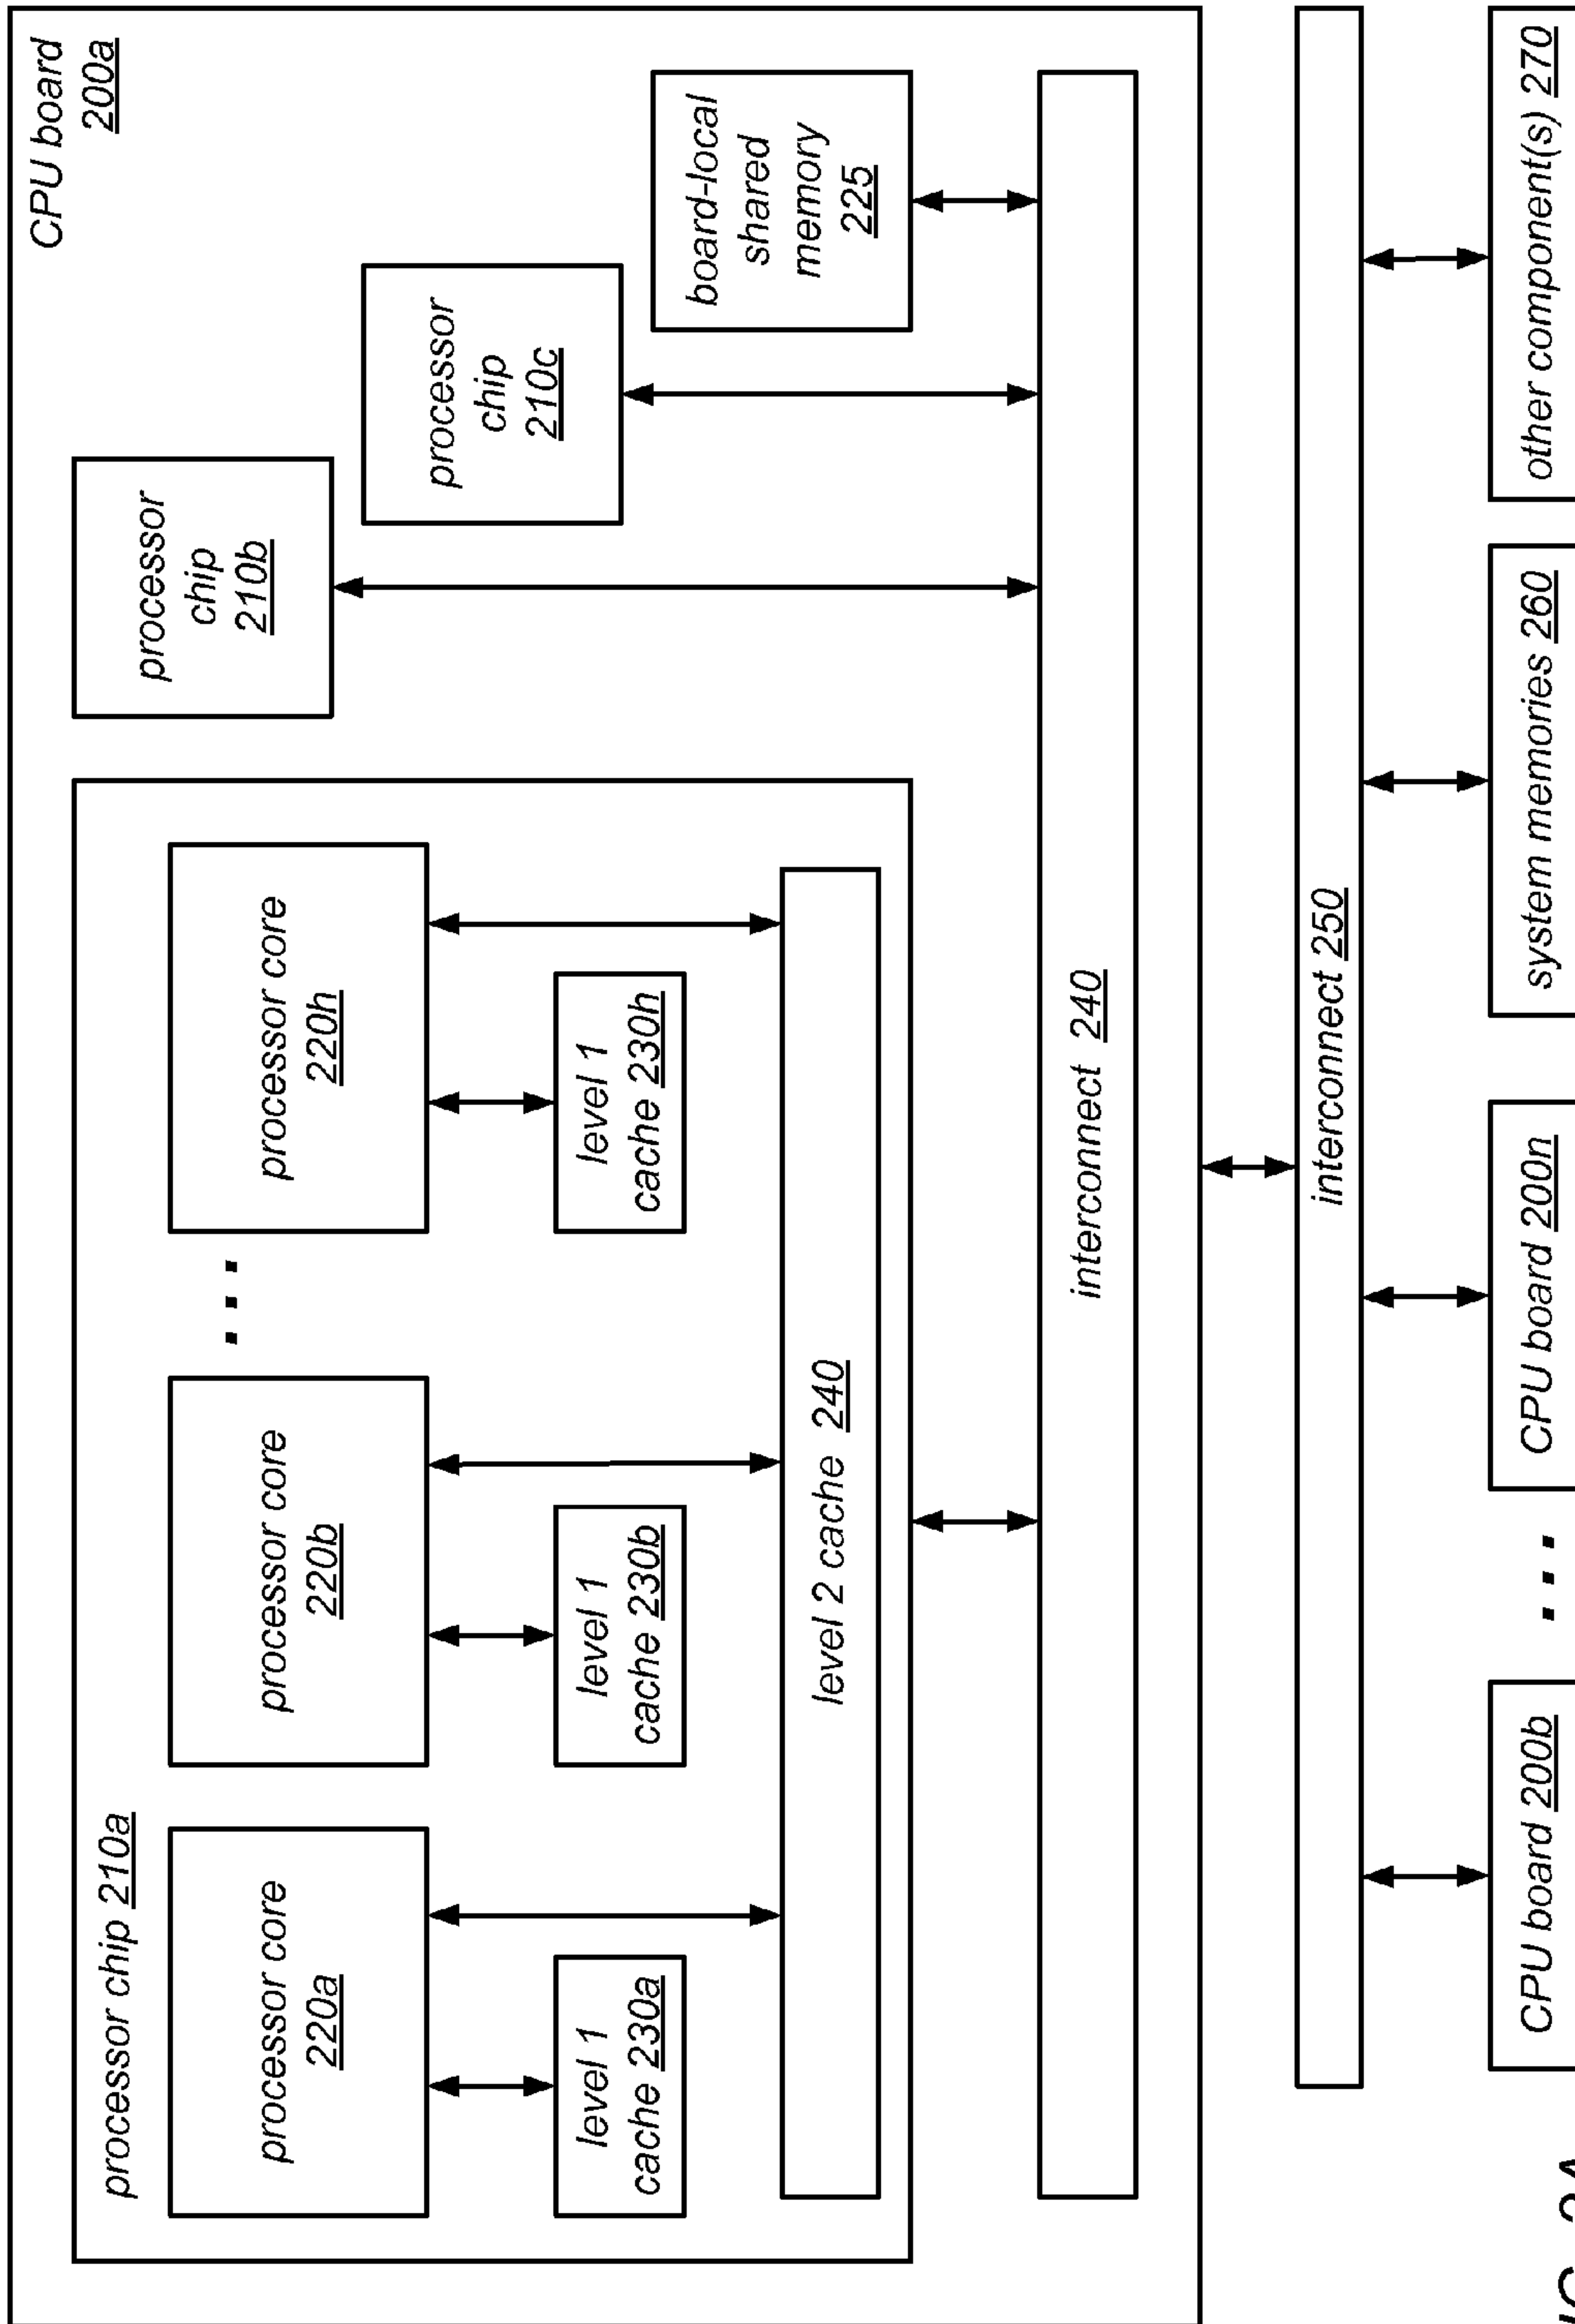 CPU board
200a
processor chip 210a
processor core
220a
processor core
220b
. . .
processor core
220h
level 1
cache 230a
level 1
cache 230b
level 1
cache 230h
level 2 cache 240
processor
chip
210b
processor
chip
210c
board-local
shared
memory
225
interconnect 240
interconnect 250
CPU board 200b
. . .
CPU board 200n
system memories 260
other component(s) 270